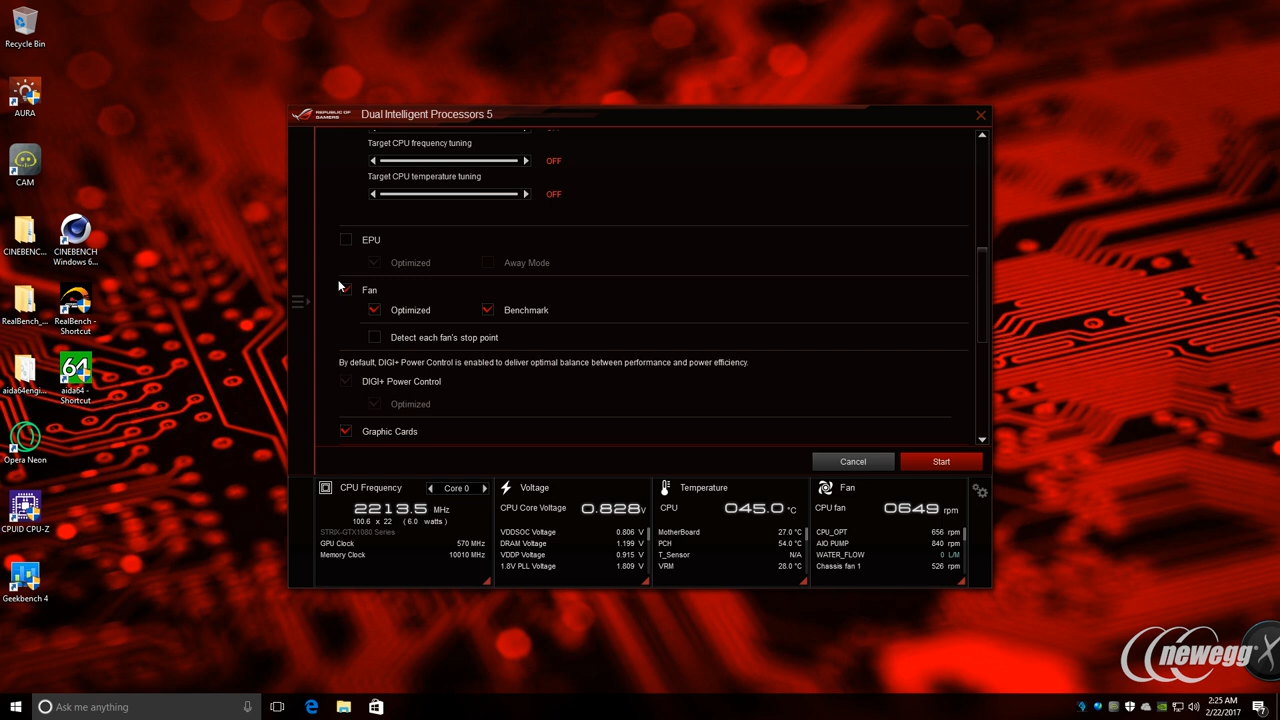 Recycle Bin
AURA
CAM
CINEBENC...
CINEBENCH
Windows 6...
RealBench_...
RealBench -
Shortcut
aida64engi...
64
aida64 -
Shortcut
Opera Neon
CPUID CPU-Z
Geekbench 4
REPUBLIC OF
GAMERS
Dual Intelligent Processors 5
Target CPU frequency tuning
OFF
Target CPU temperature tuning
OFF
EPU
Optimized
Away Mode
Fan
Optimized
Benchmark
Detect each fan's stop point
By default, DIGI+ Power Control is enabled to deliver optimal balance between performance and power efficiency.
DIGI+ Power Control
Optimized
Graphic Cards
Cancel
Start
CPU Frequency
Core 0
2213.5 MHz
100.6 x 22 ( 6.0 watts )
STRIX-GTX1080 Series
GPU Clock 570 MHz
Memory Clock 10010 MHz
Voltage
CPU Core Voltage 0.828V
VDDSOC Voltage 0.806 V
DRAM Voltage 1.199 V
VDDP Voltage 0.915 V
1.8V PLL Voltage 1.809 V
Temperature
CPU 045.0 °C
MotherBoard 27.0 °C
PCH 54.0 °C
T_Sensor N/A
VRM 28.0 °C
Fan
CPU fan 0649 rpm
CPU_OPT 656 rpm
AIO PUMP 840 rpm
WATER_FLOW 0 L/M
Chassis fan 1 526 rpm
newegg
X
Ask me anything
2:25 AM
2/22/2017
7